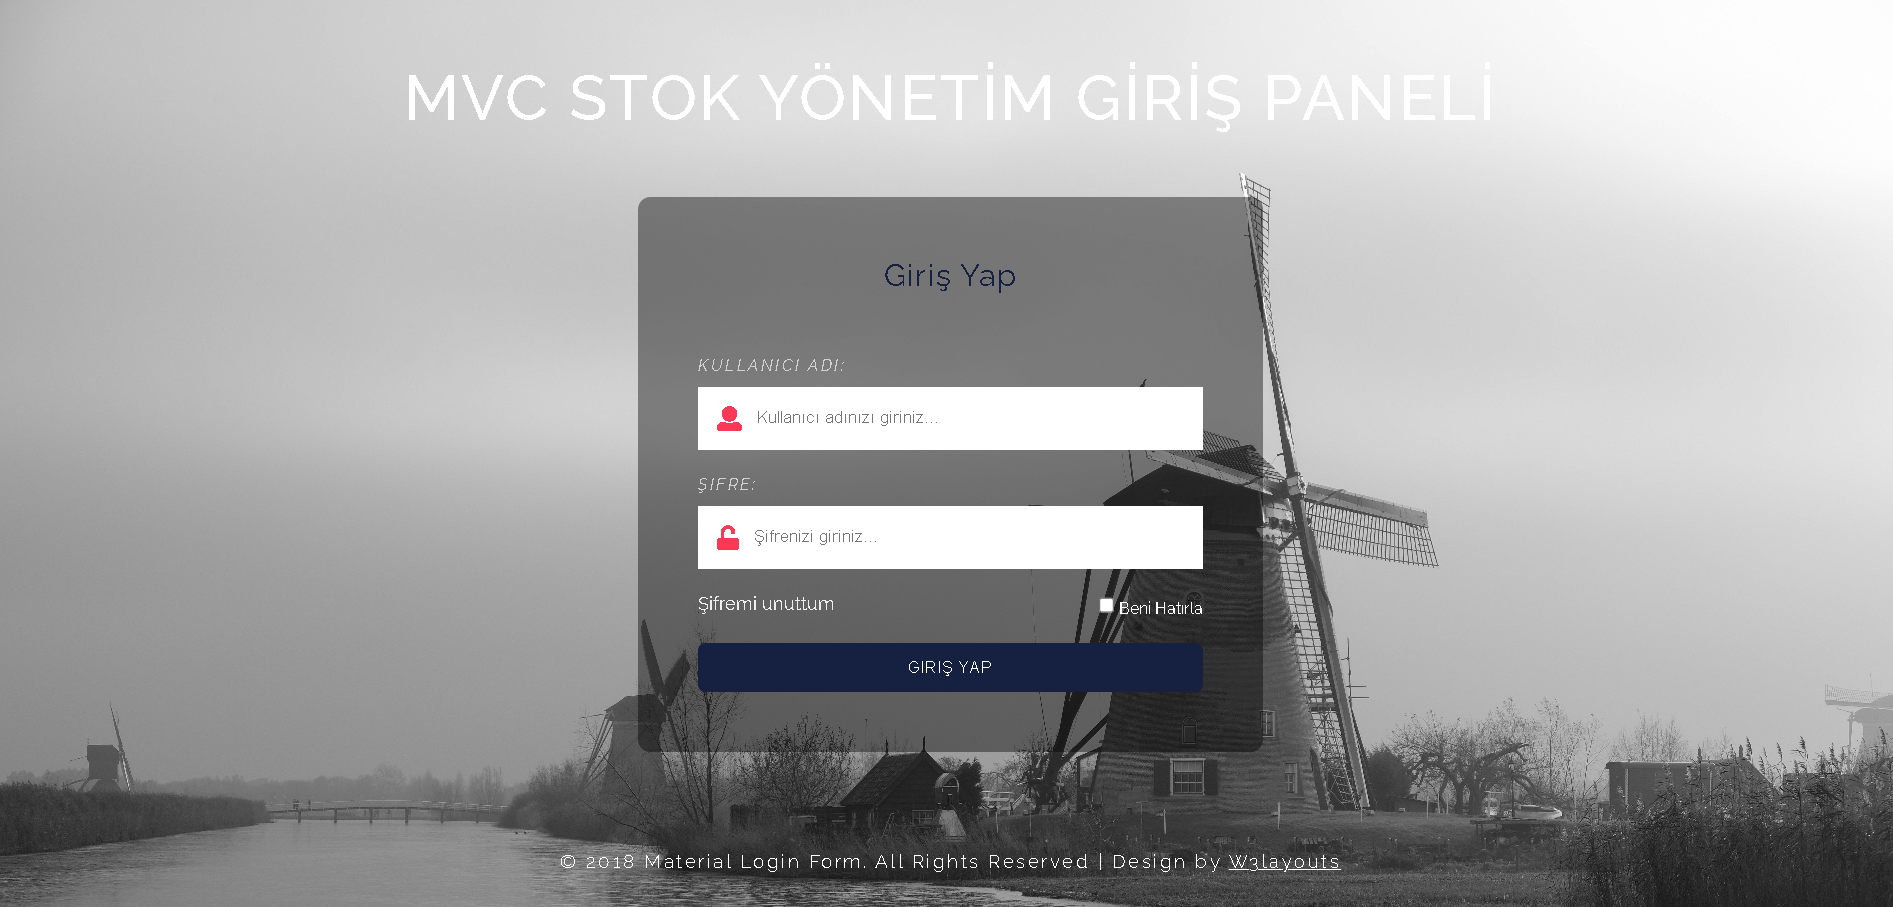 MVC STOK YÖNETİM GİRİŞ PANELİ
Giriş Yap
KULLANICI ADI:
Kullanıcı adınızı giriniz...
ŞIFRE:
Şifrenizi giriniz...
Şifremi unuttum
Beni Hatırla
GIRIŞ YAP
© 2018 Material Login Form. All Rights Reserved | Design by W3layouts